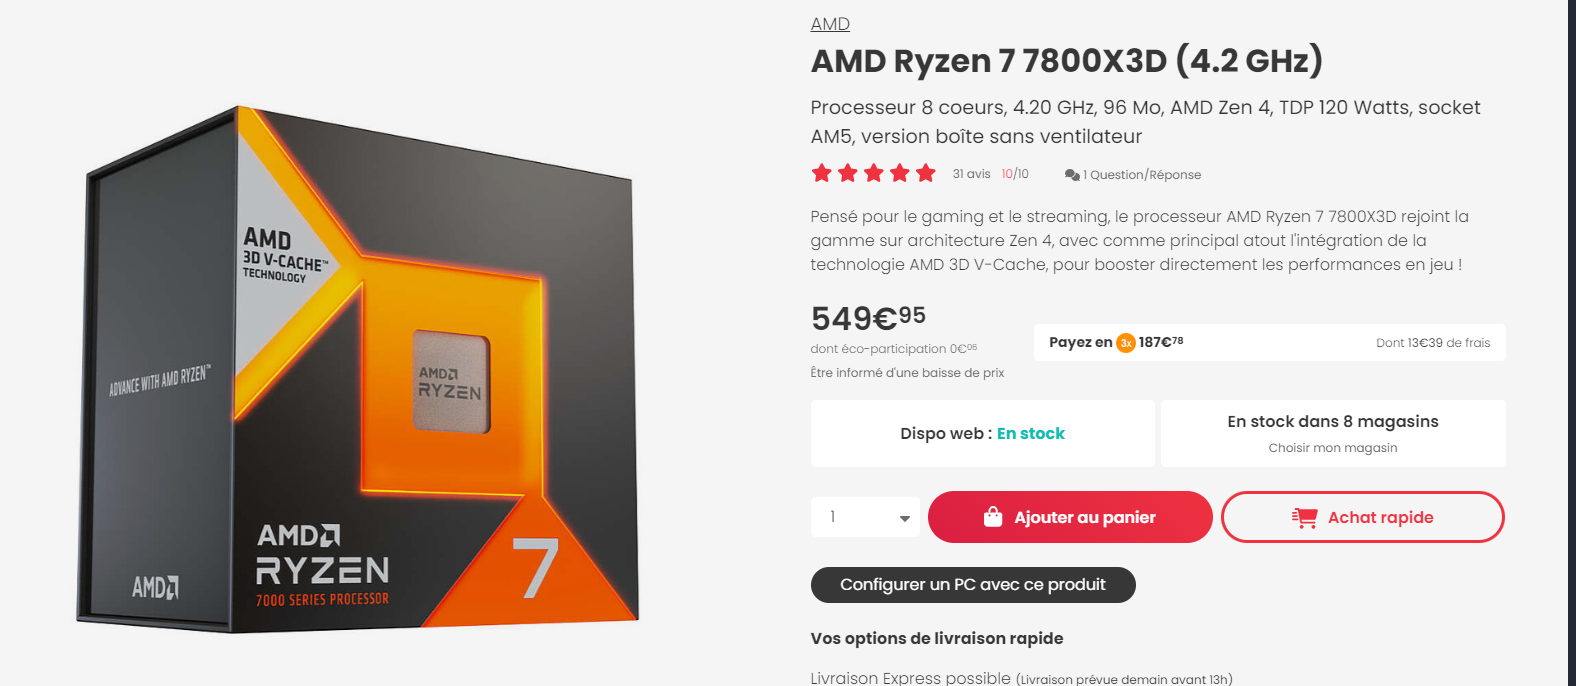 AMD
AMD Ryzen 7 7800X3D (4.2 GHz)
Processeur 8 coeurs, 4.20 GHz, 96 Mo, AMD Zen 4, TDP 120 Watts, socket
AM5, version boîte sans ventilateur
31 avis 10/10 1 Question/Réponse
Pensé pour le gaming et le streaming, le processeur AMD Ryzen 7 7800X3D rejoint la
gamme sur architecture Zen 4, avec comme principal atout l'intégration de la
technologie AMD 3D V-Cache, pour booster directement les performances en jeu !
549€95
dont éco-participation 0€06
Être informé d'une baisse de prix
Payez en 3x 187€78 Dont 13€39 de frais
Dispo web : En stock
En stock dans 8 magasins
Choisir mon magasin
1
Ajouter au panier
Achat rapide
Configurer un PC avec ce produit
Vos options de livraison rapide
Livraison Express possible (Livraison prévue demain avant 13h)
AMD
3D V-CACHE™
TECHNOLOGY
ADVANCE WITH AMD RYZEN™
AMD
RYZEN
AMD
RYZEN
7000 SERIES PROCESSOR
7
AMD